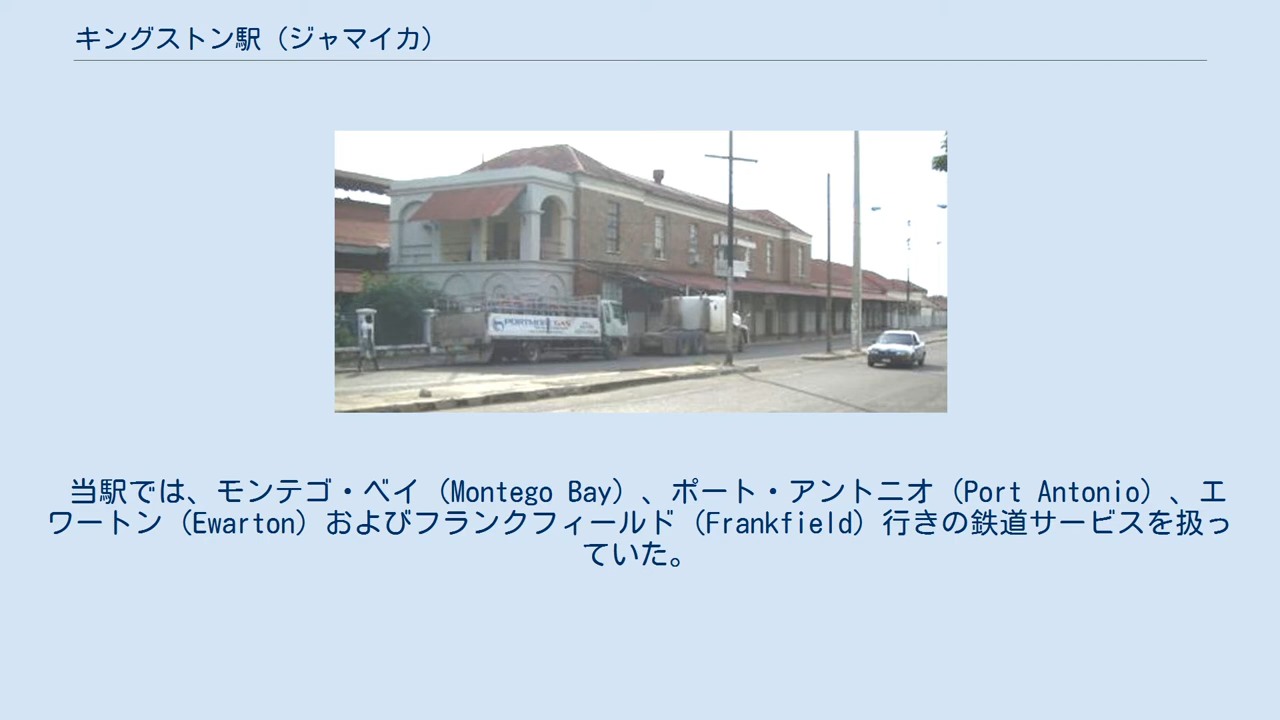 キングストン駅（ジャマイカ）
当駅では、モンテゴ・ベイ（Montego Bay）、ポート・アントニオ（Port Antonio）、エ
ワートン（Ewarton）およびフランクフィールド（Frankfield）行きの鉄道サービスを扱っ
ていた。